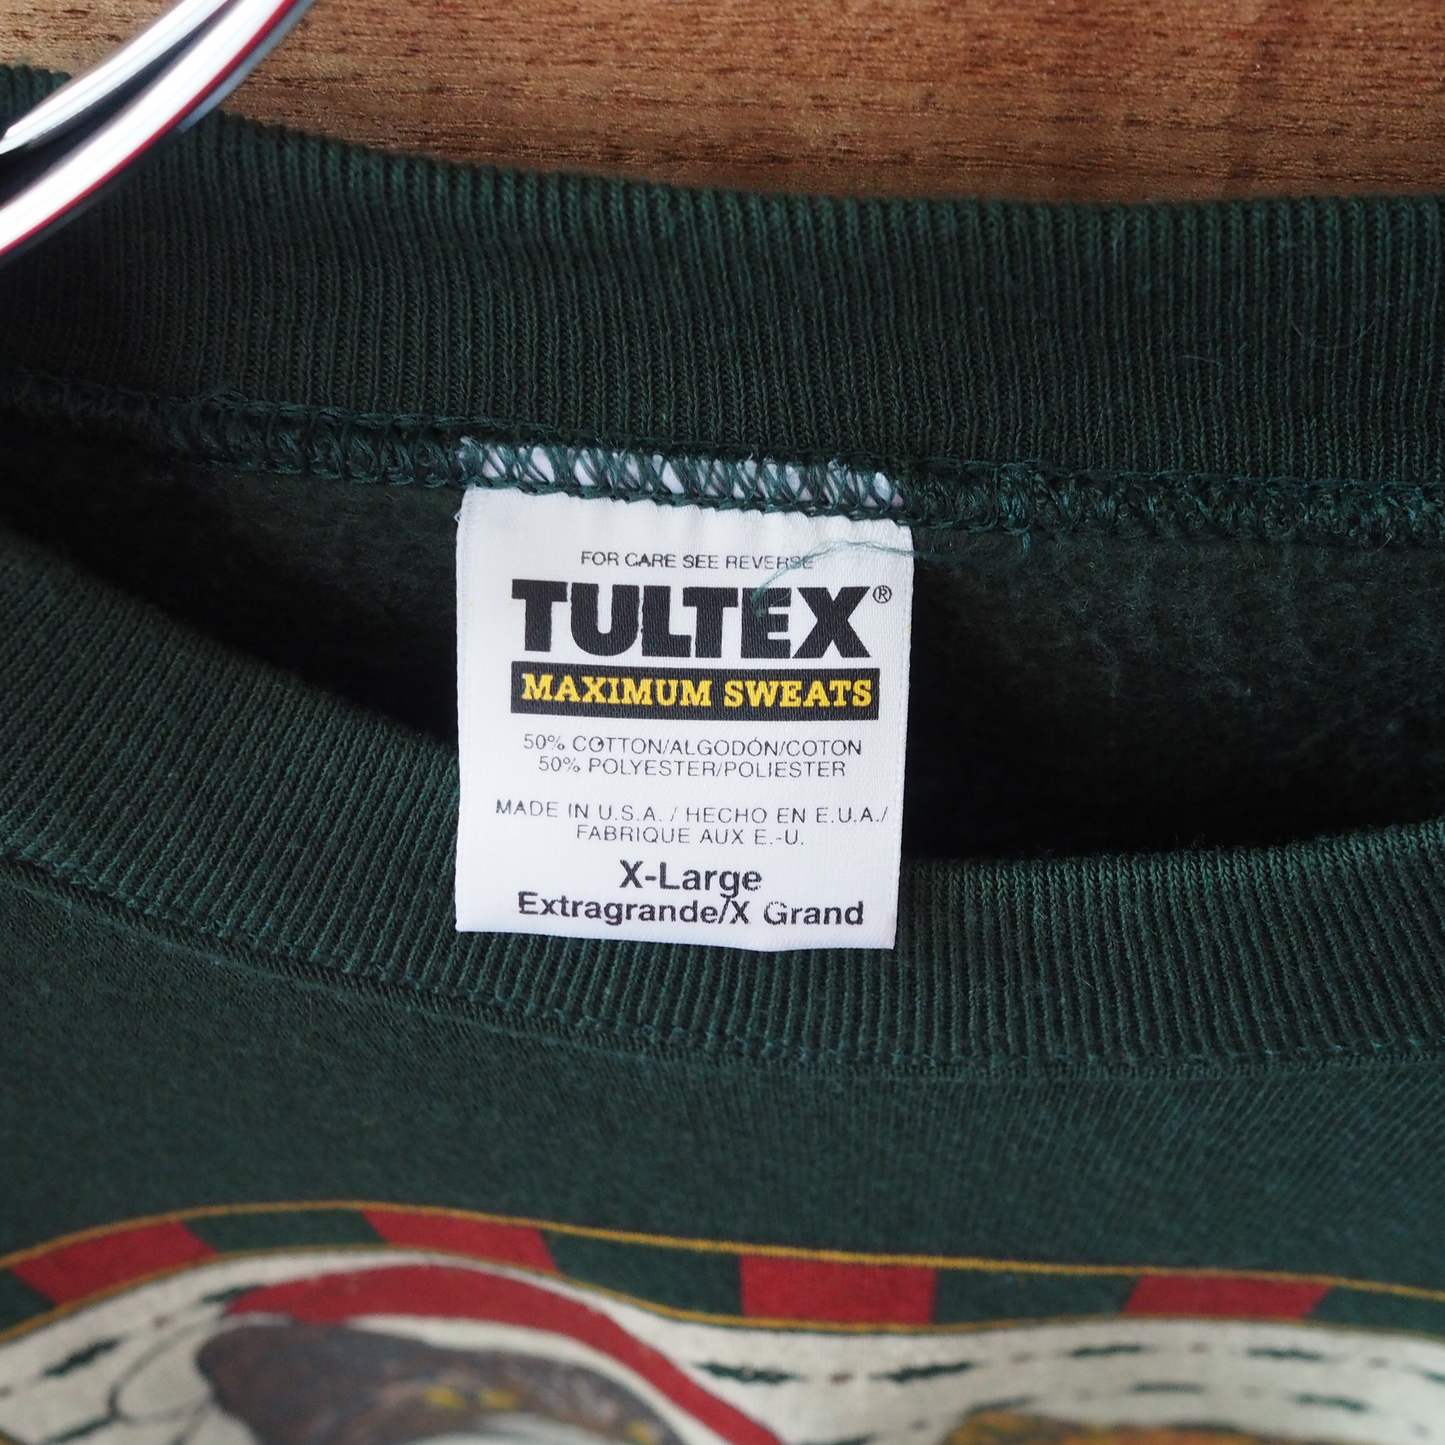 FOR CARE SEE REVERSE
TULTEX®
MAXIMUM SWEATS
50% COTTON/ALGODÓN/COTON
50% POLYESTER/POLIESTER
MADE IN U.S.A. / HECHO EN E.U.A./
FABRIQUE AUX E.-U.
X-Large
Extragrande/X Grand